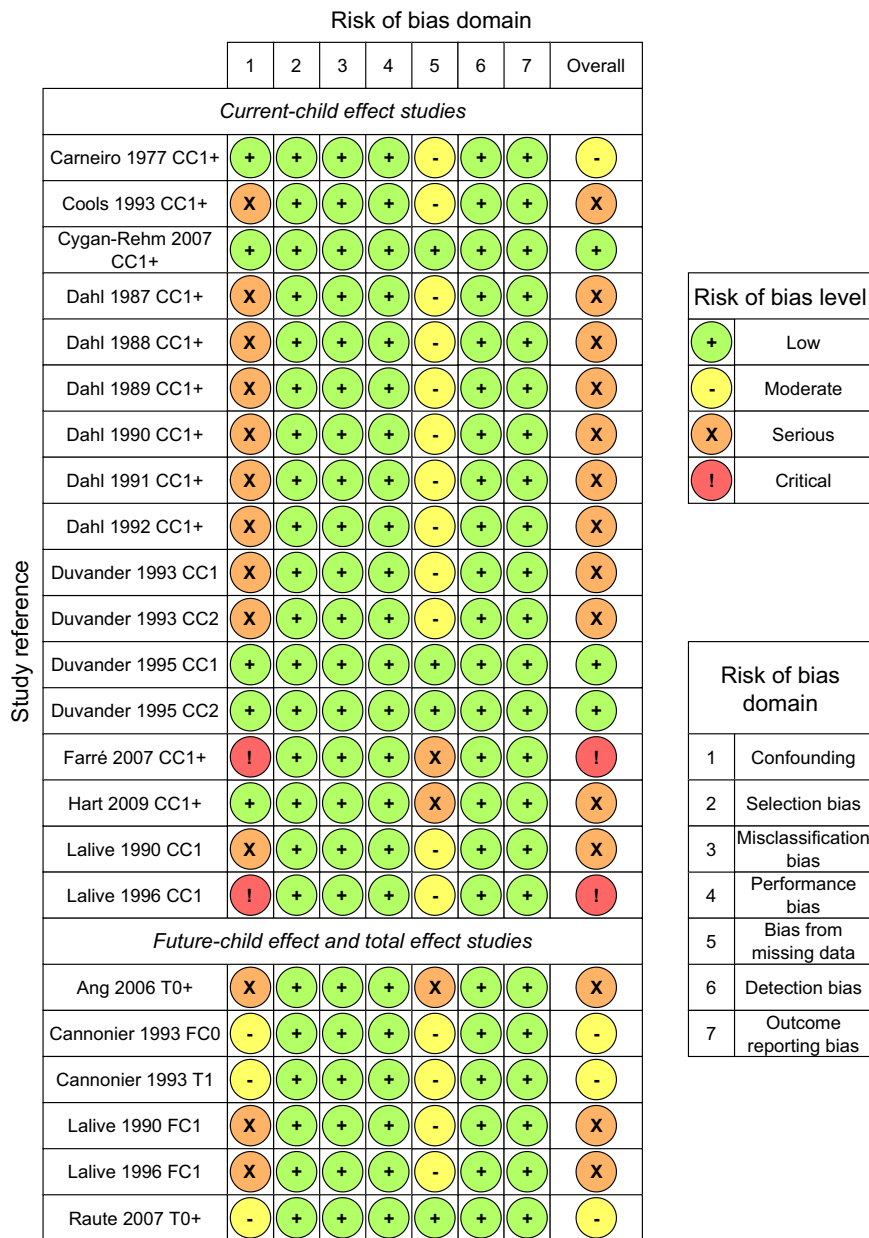 Risk of bias domain
1 2 3 4 5 6 7 Overall
Current-child effect studies
Carneiro 1977 CC1+ + + + + - + + -
Cools 1993 CC1+ X + + + - + + X
Cygan-Rehm 2007
CC1+ + + + + + + + +
Dahl 1987 CC1+ X + + + - + + X
Dahl 1988 CC1+ X + + + - + + X
Dahl 1989 CC1+ X + + + - + + X
Dahl 1990 CC1+ X + + + - + + X
Dahl 1991 CC1+ X + + + - + + X
Dahl 1992 CC1+ X + + + - + + X
Duvander 1993 CC1 X + + + - + + X
Duvander 1993 CC2 X + + + - + + X
Duvander 1995 CC1 + + + + + + + +
Duvander 1995 CC2 + + + + + + + +
Farré 2007 CC1+ ! + + + X + + !
Hart 2009 CC1+ + + + + X + + X
Lalive 1990 CC1 X + + + - + + X
Lalive 1996 CC1 ! + + + - + + !
Future-child effect and total effect studies
Ang 2006 T0+ X + + + X + + X
Cannonier 1993 FC0 - + + + - + + -
Cannonier 1993 T1 - + + + - + + -
Lalive 1990 FC1 X + + + - + + X
Lalive 1996 FC1 X + + + - + + X
Raute 2007 T0+ - + + + + + + -
Study reference
Risk of bias level
+ Low
- Moderate
X Serious
! Critical
Risk of bias
domain
1 Confounding
2 Selection bias
3 Misclassification
bias
4 Performance
bias
5 Bias from
missing data
6 Detection bias
7 Outcome
reporting bias